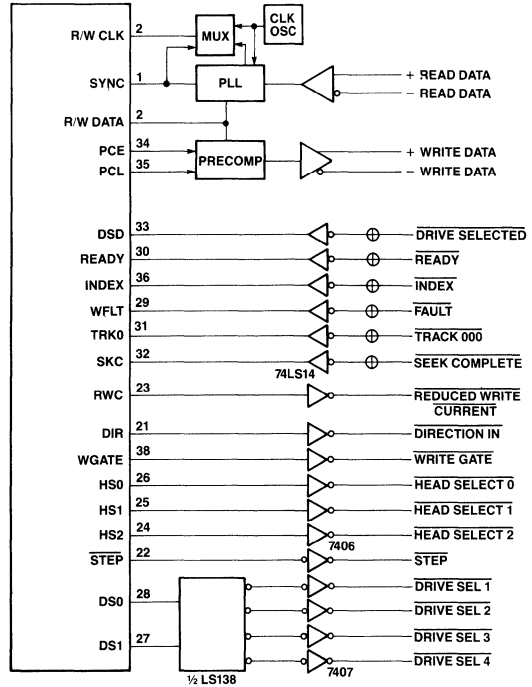 R/W CLK 2 MUX CLK OSC
SYNC 1 PLL + READ DATA
− READ DATA
R/W DATA 2
PCE 34 PRECOMP + WRITE DATA
PCL 35 − WRITE DATA
DSD 33 DRIVE SELECTED
READY 30 READY
INDEX 36 INDEX
WFLT 29 FAULT
TRK0 31 TRACK 000
SKC 32 SEEK COMPLETE
74LS14
RWC 23 REDUCED WRITE
CURRENT
DIR 21 DIRECTION IN
WGATE 38 WRITE GATE
HS0 26 HEAD SELECT 0
HS1 25 HEAD SELECT 1
HS2 24 HEAD SELECT 2
7406
STEP 22 STEP
DS0 28 DRIVE SEL 1
DRIVE SEL 2
DS1 27 DRIVE SEL 3
DRIVE SEL 4
7407
½ LS138